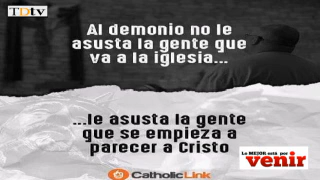 TDtv
Al demonio no le
asusta la gente que
va a la iglesia...
...le asusta la gente
que se empieza a
parecer a Cristo
Lo MEJOR está por
venir
CatholicLink